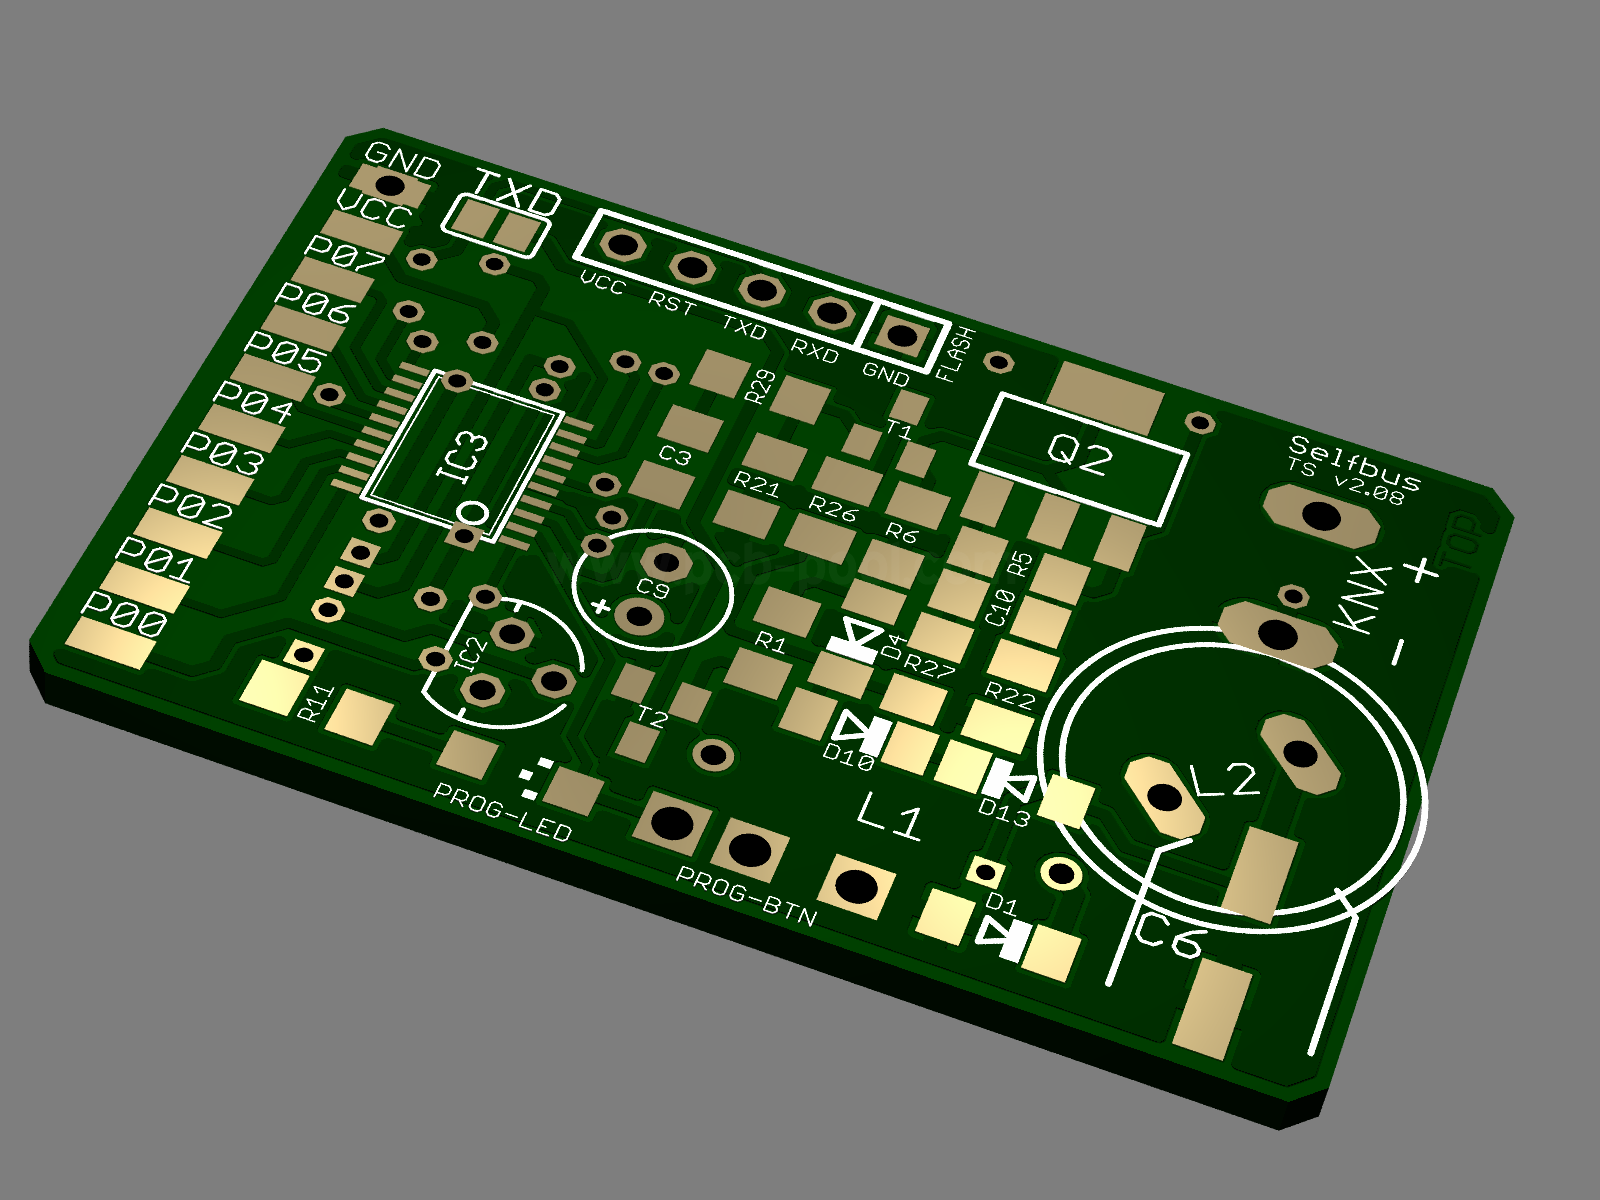 GND
TXD
VCC
P07
P06
P05
P04
P03
P02
P01
P00
VCC
RST
TXD
RXD
GND
FLASH
R29
T1
Q2
Selfbus
TS v2.08
TOP
IC3
C3
R21
R26
R6
R5
C9
+
C10
KNX
+
-
IC2
R1
D4
R27
R22
R11
T2
D10
L2
D13
L1
PROG-LED
PROG-BTN
D1
C6